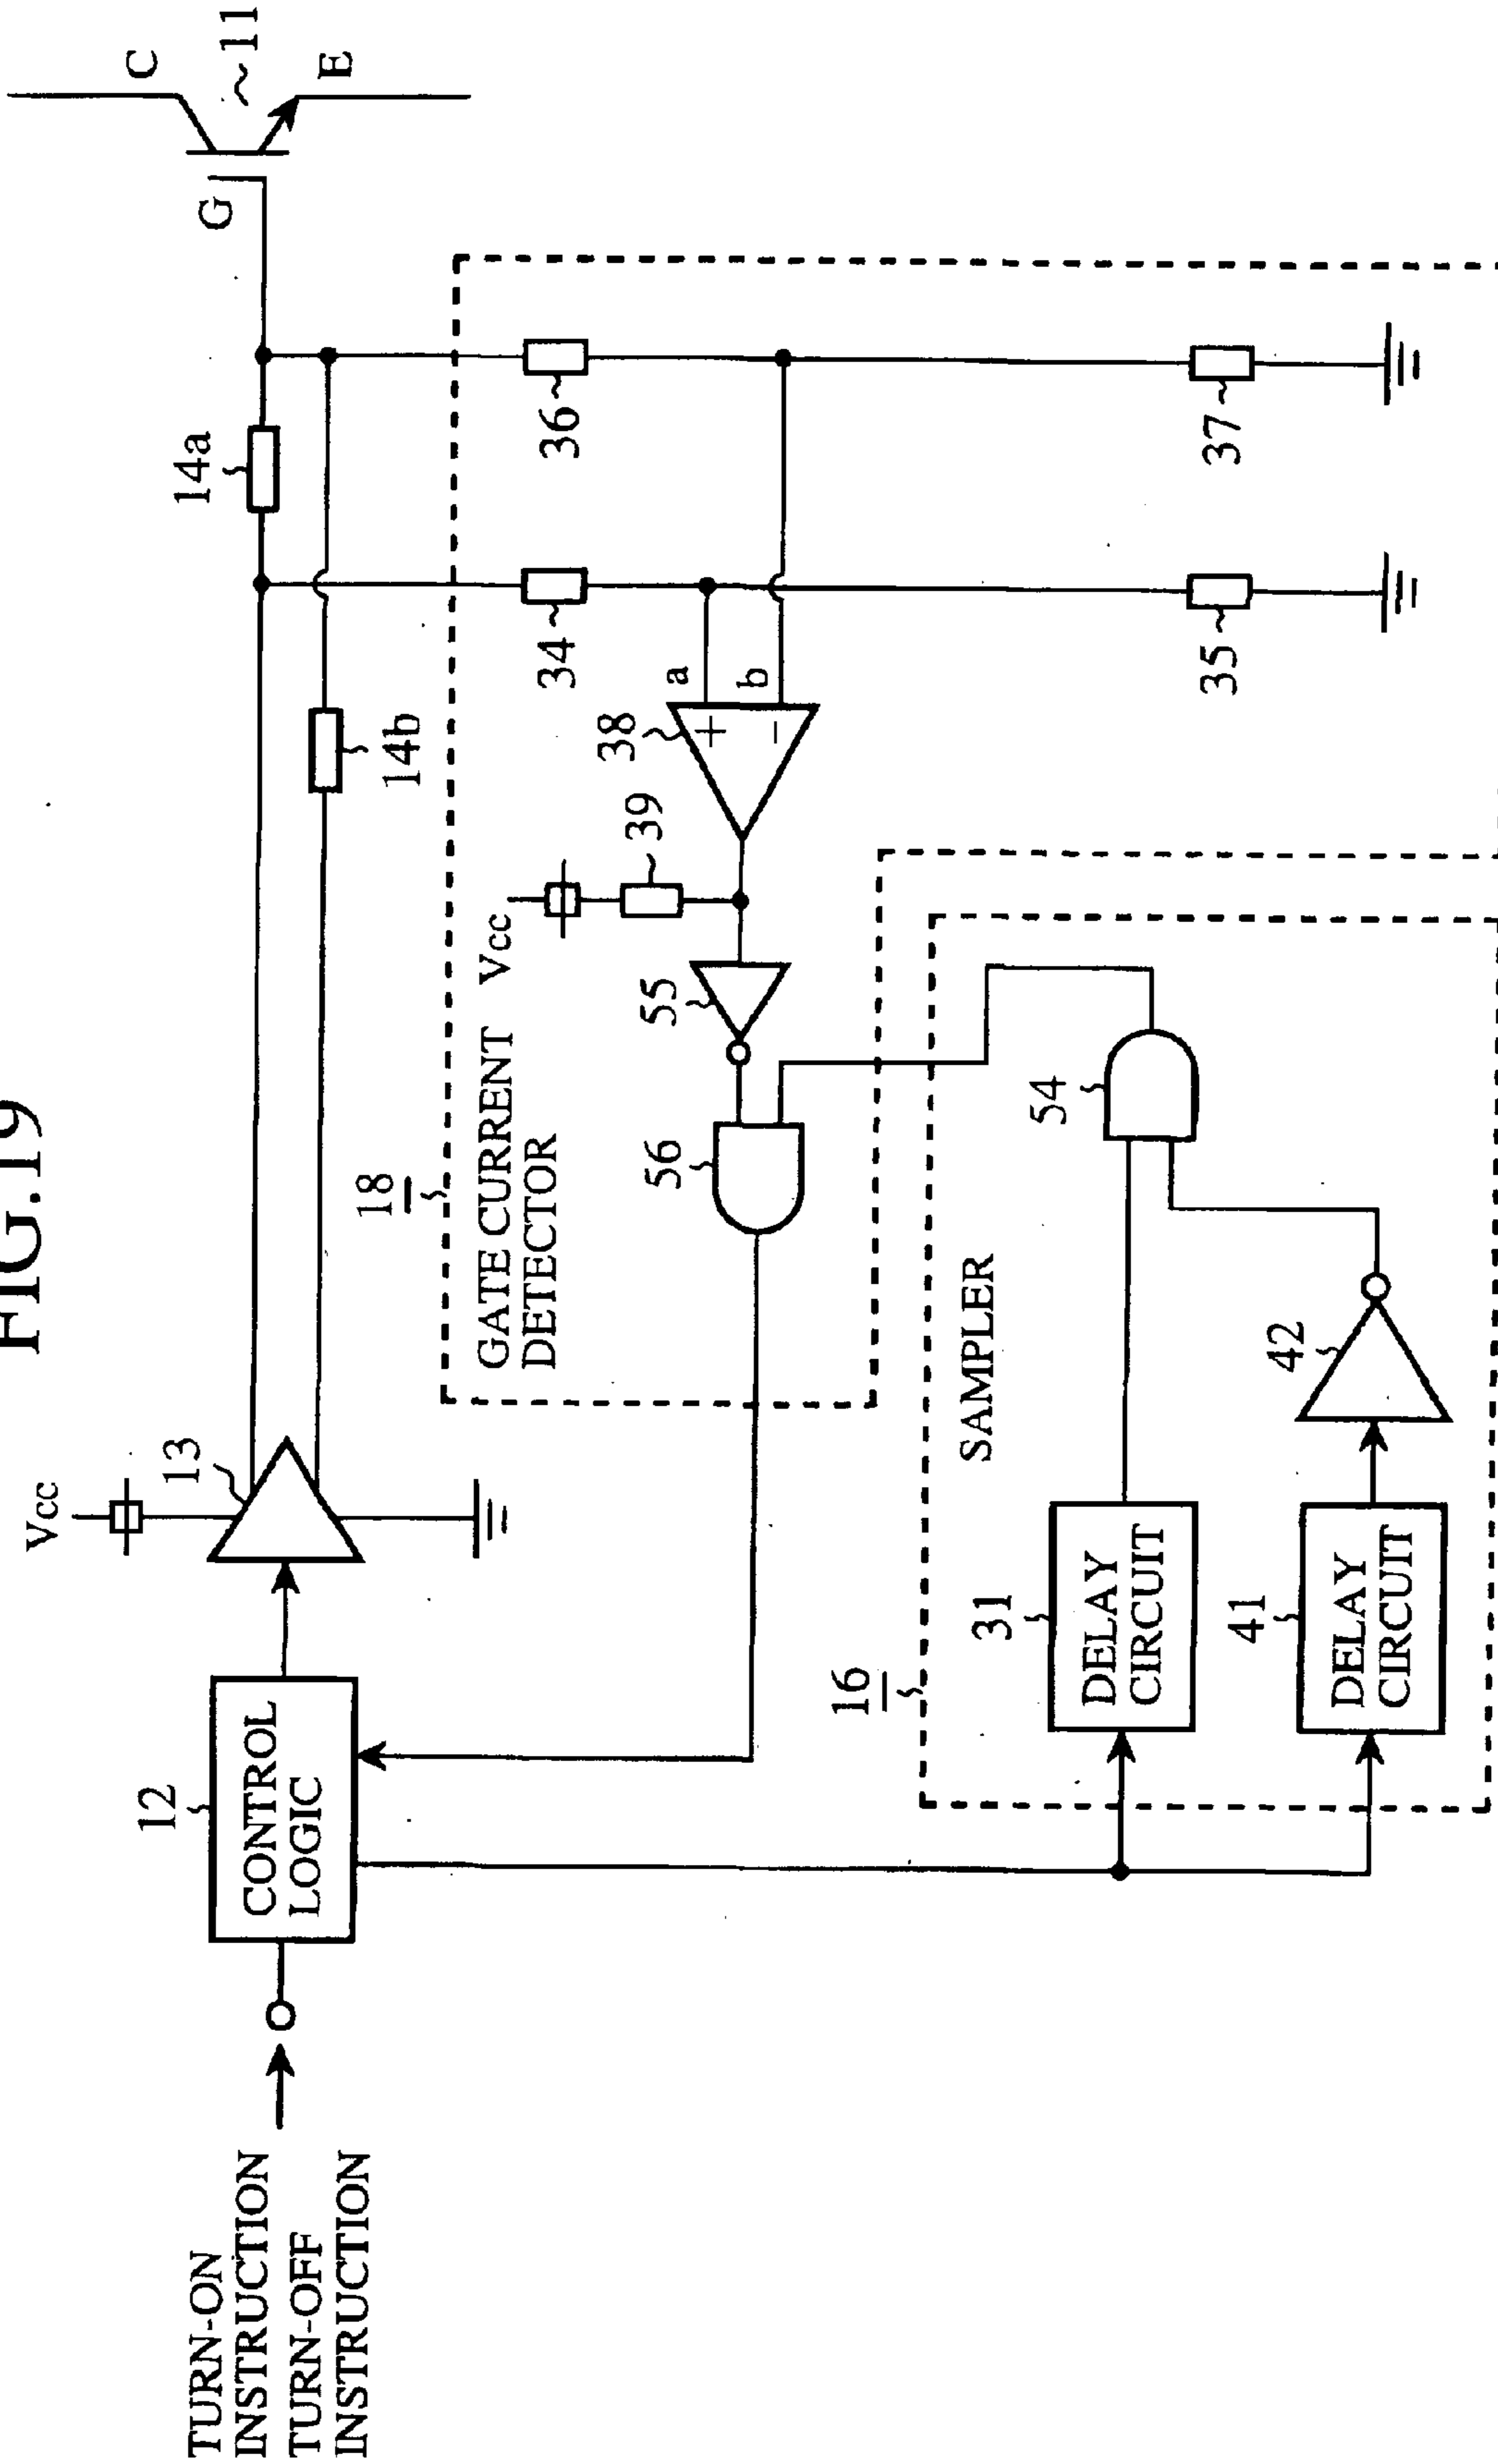 FIG.19
TURN-ON
INSTRUCTION
TURN-OFF
INSTRUCTION
12
CONTROL
LOGIC
Vcc
13
14a
14b
G
C
11
E
18
GATE CURRENT
DETECTOR
Vcc
39
55
56
38
+
−
a
b
34
36
35
37
16
SAMPLER
31
DELAY
CIRCUIT
41
DELAY
CIRCUIT
42
54